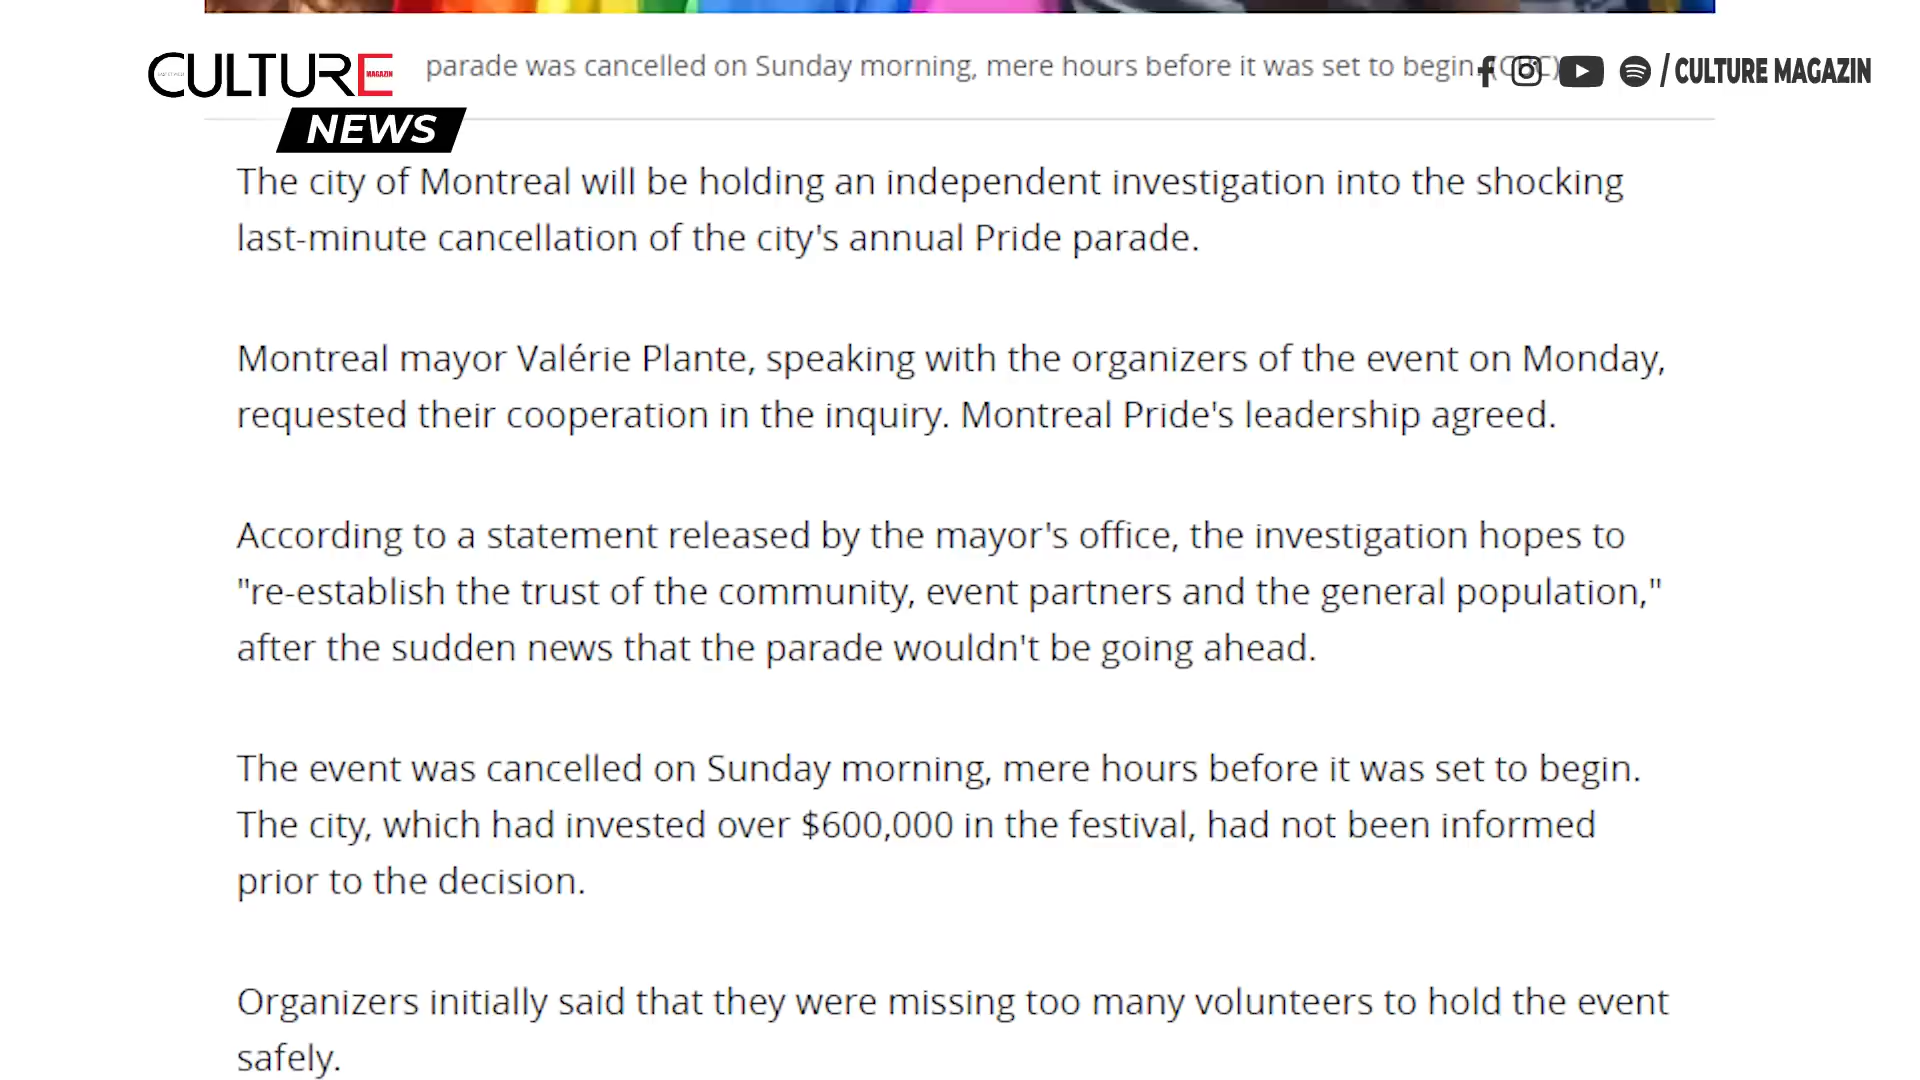 CULTURE
MAGAZIN
NEWS
parade was cancelled on Sunday morning, mere hours before it was set to begin.
/ CULTURE MAGAZIN
The city of Montreal will be holding an independent investigation into the shocking
last-minute cancellation of the city's annual Pride parade.
Montreal mayor Valérie Plante, speaking with the organizers of the event on Monday,
requested their cooperation in the inquiry. Montreal Pride's leadership agreed.
According to a statement released by the mayor's office, the investigation hopes to
"re-establish the trust of the community, event partners and the general population,"
after the sudden news that the parade wouldn't be going ahead.
The event was cancelled on Sunday morning, mere hours before it was set to begin.
The city, which had invested over $600,000 in the festival, had not been informed
prior to the decision.
Organizers initially said that they were missing too many volunteers to hold the event
safely.